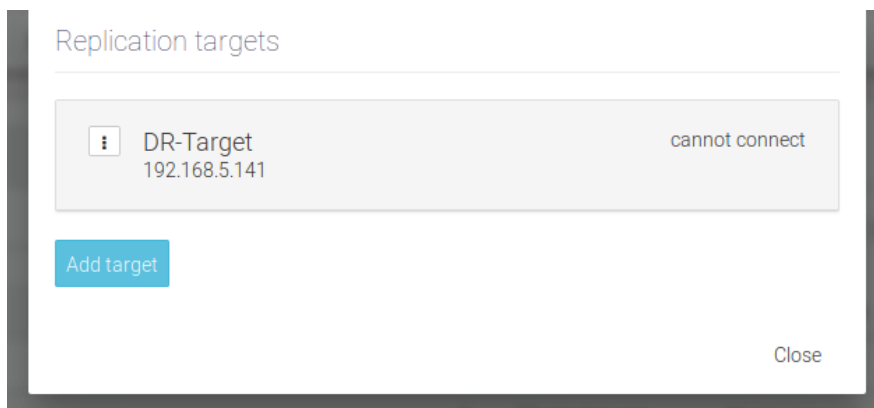 Replication targets
DR-Target
cannot connect
192.168.5.141
Add target
Close